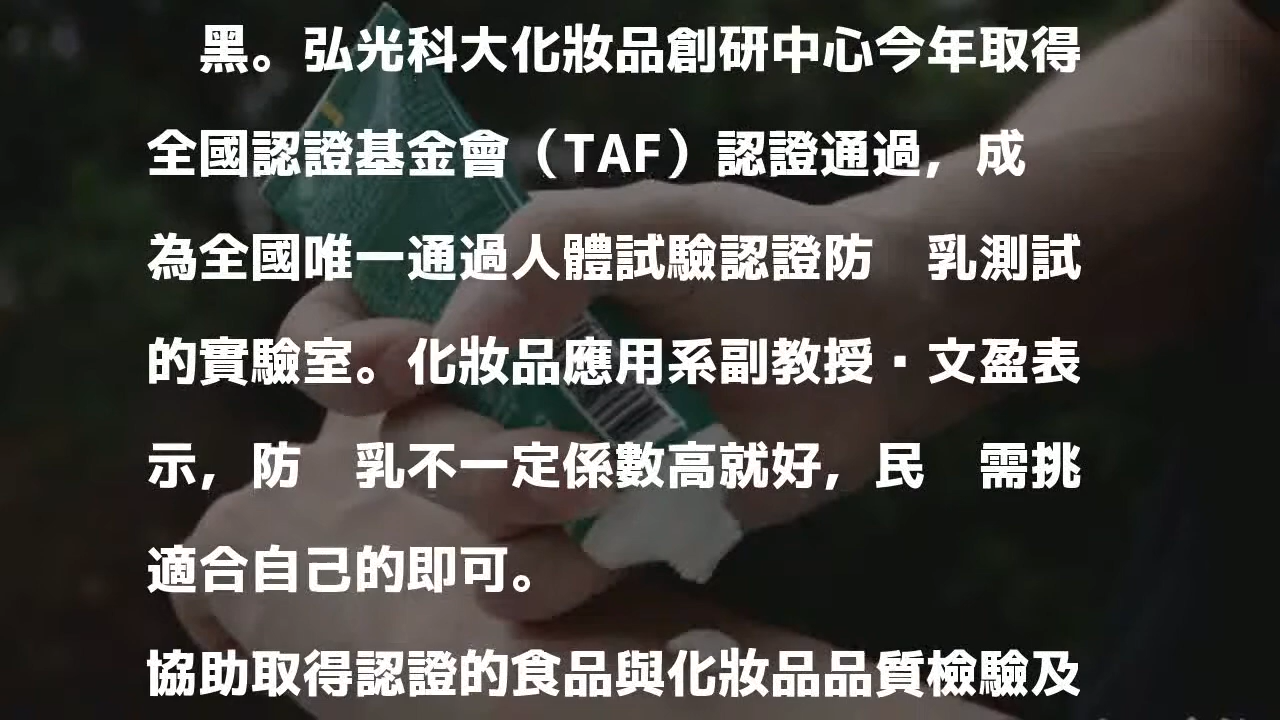 黑。弘光科大化妝品創研中心今年取得
全國認證基金會（TAF）認證通過，成
為全國唯一通過人體試驗認證防　乳測試
的實驗室。化妝品應用系副教授·文盈表
示，防　乳不一定係數高就好，民　需挑
適合自己的即可。
協助取得認證的食品與化妝品品質檢驗及